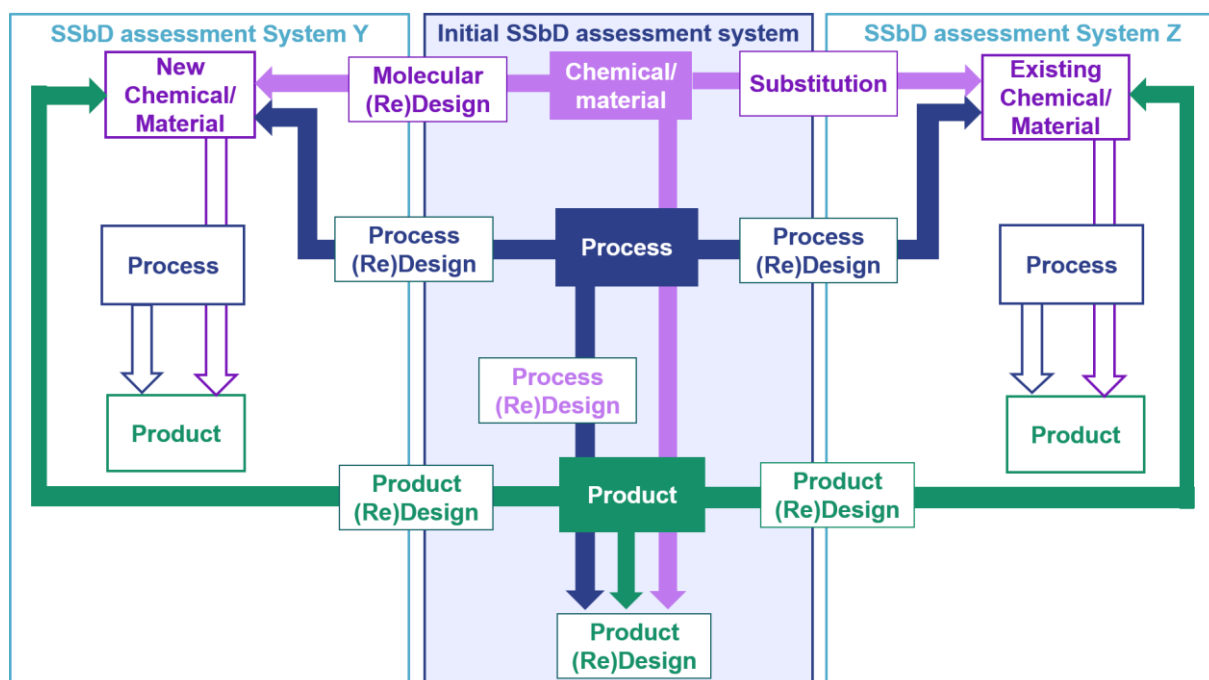 SSbD assessment System Y
Initial SSbD assessment system
SSbD assessment System Z
New
Chemical/
Material
Molecular
(Re)Design
Chemical/
material
Substitution
Existing
Chemical/
Material
Process
Process
(Re)Design
Process
Process
(Re)Design
Process
Process
(Re)Design
Product
Product
Product
(Re)Design
Product
Product
(Re)Design
Product
(Re)Design